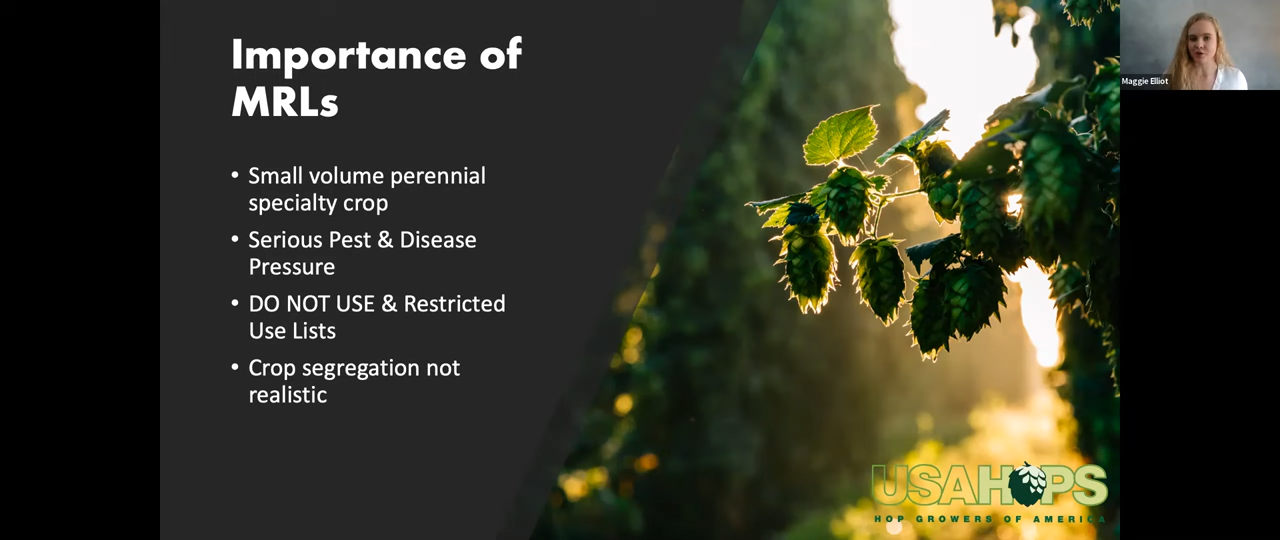 Importance of
MRLs
• Small volume perennial
specialty crop
• Serious Pest & Disease
Pressure
• DO NOT USE & Restricted
Use Lists
• Crop segregation not
realistic
Maggie Elliot
USAHOPS
HOP GROWERS OF AMERICA